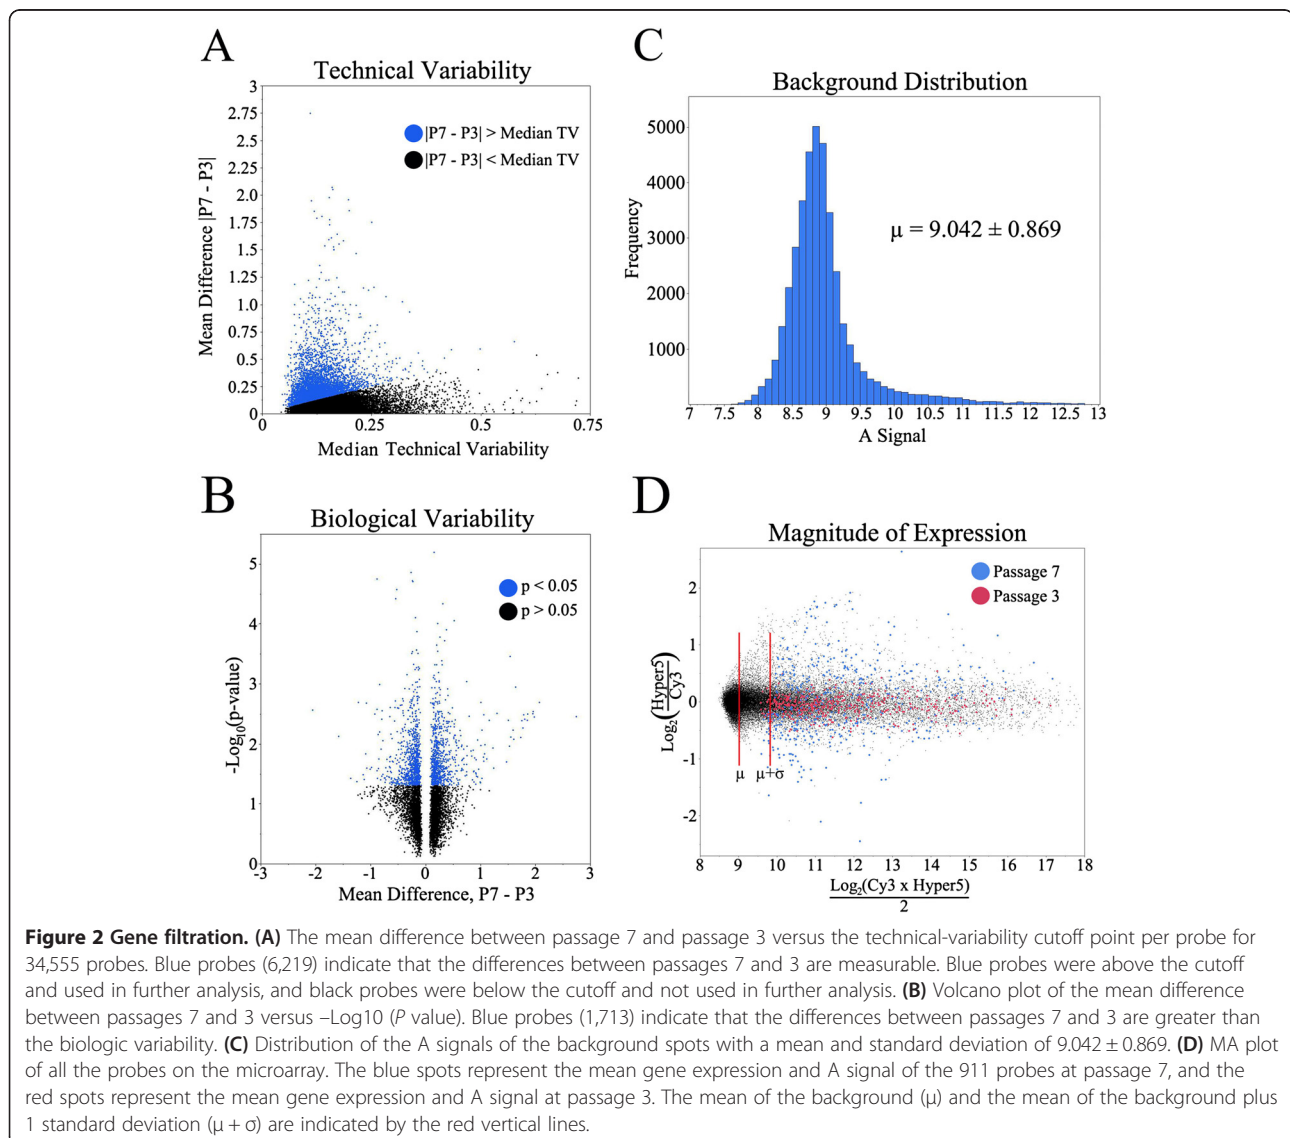 A
Technical Variability
3
2.75
2.5
2.25
2.0
1.75
1.5
1.25
1.0
0.75
0.5
0.25
0
Mean Difference |P7 - P3|
|P7 - P3| > Median TV
|P7 - P3| < Median TV
0 0.25 0.5 0.75
Median Technical Variability
C
Background Distribution
5000
4000
3000
2000
1000
Frequency
μ = 9.042 ± 0.869
7 7.5 8 8.5 9 9.5 10 10.5 11 11.5 12 12.5 13
A Signal
B
Biological Variability
5
4
3
2
1
0
-Log10(p-value)
p < 0.05
p > 0.05
-3 -2 -1 0 1 2 3
Mean Difference, P7 - P3
D
Magnitude of Expression
2
1
0
-1
-2
Log2(Hyper5/Cy3)
Passage 7
Passage 3
μ μ+σ
8 9 10 11 12 13 14 15 16 17 18
Log2(Cy3 x Hyper5)
2
Figure 2 Gene filtration. (A) The mean difference between passage 7 and passage 3 versus the technical-variability cutoff point per probe for
34,555 probes. Blue probes (6,219) indicate that the differences between passages 7 and 3 are measurable. Blue probes were above the cutoff
and used in further analysis, and black probes were below the cutoff and not used in further analysis. (B) Volcano plot of the mean difference
between passages 7 and 3 versus –Log10 (P value). Blue probes (1,713) indicate that the differences between passages 7 and 3 are greater than
the biologic variability. (C) Distribution of the A signals of the background spots with a mean and standard deviation of 9.042 ± 0.869. (D) MA plot
of all the probes on the microarray. The blue spots represent the mean gene expression and A signal of the 911 probes at passage 7, and the
red spots represent the mean gene expression and A signal at passage 3. The mean of the background (μ) and the mean of the background plus
1 standard deviation (μ + σ) are indicated by the red vertical lines.